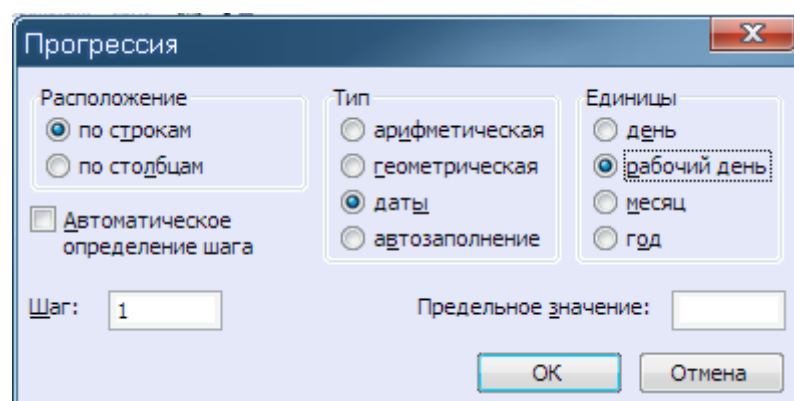 Прогрессия
Расположение
по строкам
по столбцам
Автоматическое
определение шага
Тип
арифметическая
геометрическая
даты
автозаполнение
Единицы
день
рабочий день
месяц
год
Шаг: 1
Предельное значение:
ОК
Отмена